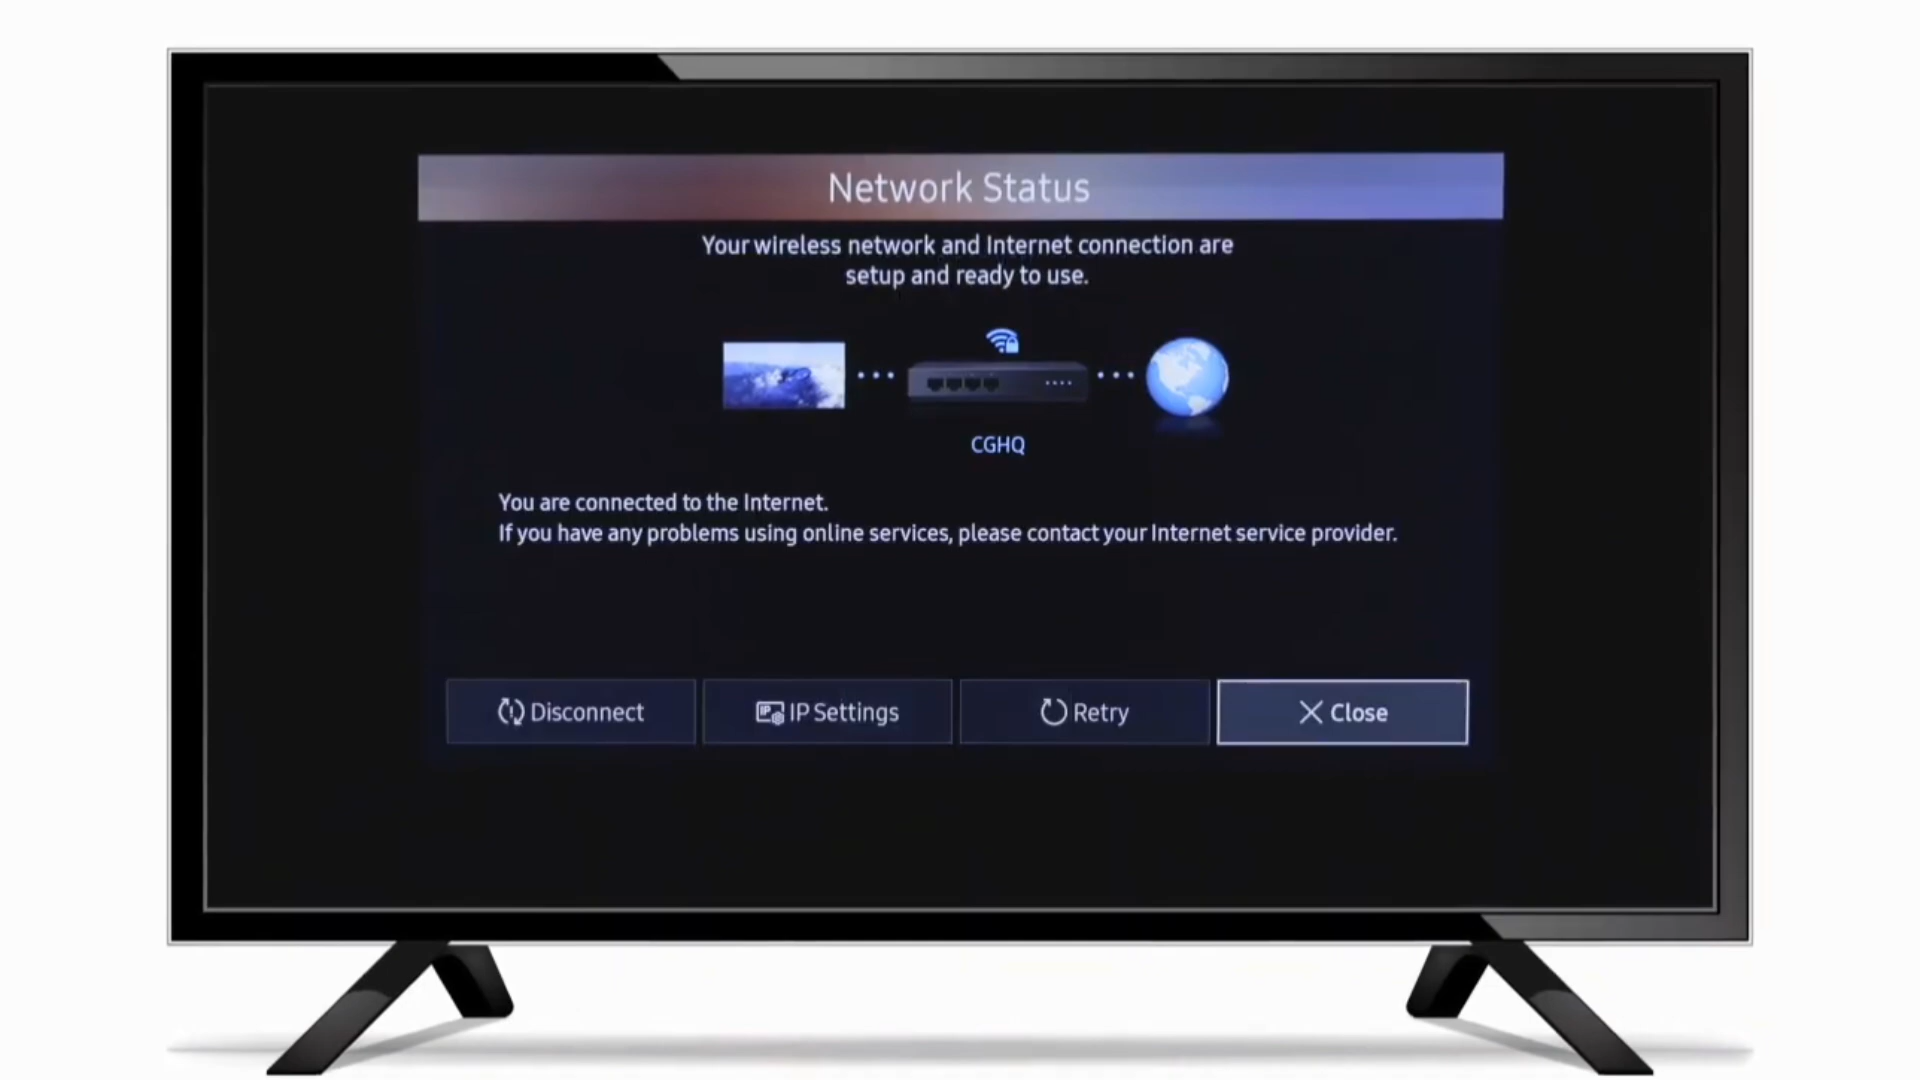 Network Status
Your wireless network and Internet connection are
setup and ready to use.
CGHQ
You are connected to the Internet.
If you have any problems using online services, please contact your Internet service provider.
Disconnect
IP Settings
Retry
Close